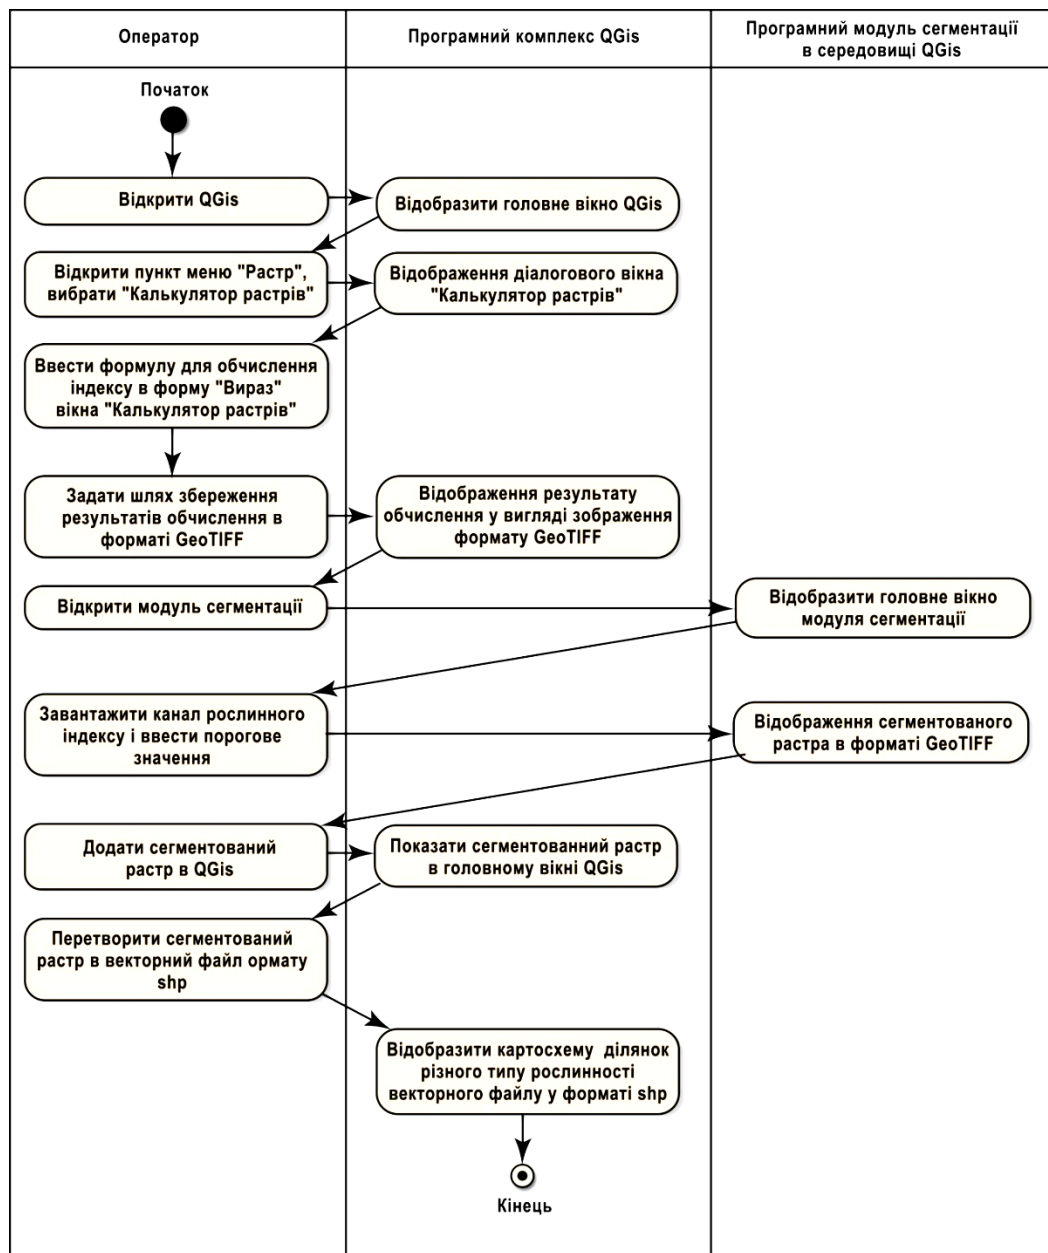 Оператор
Програмний комплекс QGis
Програмний модуль сегментації
в середовищі QGis
Початок
Відкрити QGis
Відобразити головне вікно QGis
Відкрити пункт меню "Растр",
вибрати "Калькулятор растрів"
Відображення діалогового вікна
"Калькулятор растрів"
Ввести формулу для обчислення
індексу в форму "Вираз"
вікна "Калькулятор растрів"
Задати шлях збереження
результатів обчислення в
форматі GeoTIFF
Відображення результату
обчислення у вигляді зображення
формату GeoTIFF
Відкрити модуль сегментації
Відобразити головне вікно
модуля сегментації
Завантажити канал рослинного
індексу і ввести порогове
значення
Відображення сегментованого
растра в форматі GeoTIFF
Додати сегментований
растр в QGis
Показати сегментованний растр
в головному вікні QGis
Перетворити сегментований
растр в векторний файл ормату
shp
Відобразити картосхему ділянок
різного типу рослинності
векторного файлу у форматі shp
Кінець